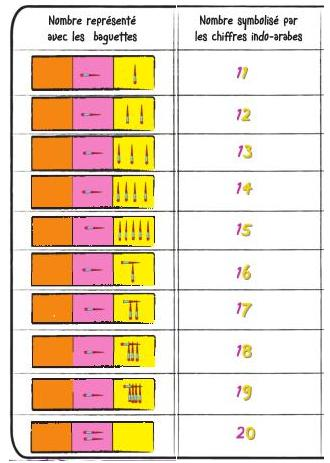 Nombre représenté
avec les baguettes
Nombre symbolisé par
les chiffres indo-arabes
11
12
13
14
15
16
17
18
19
20